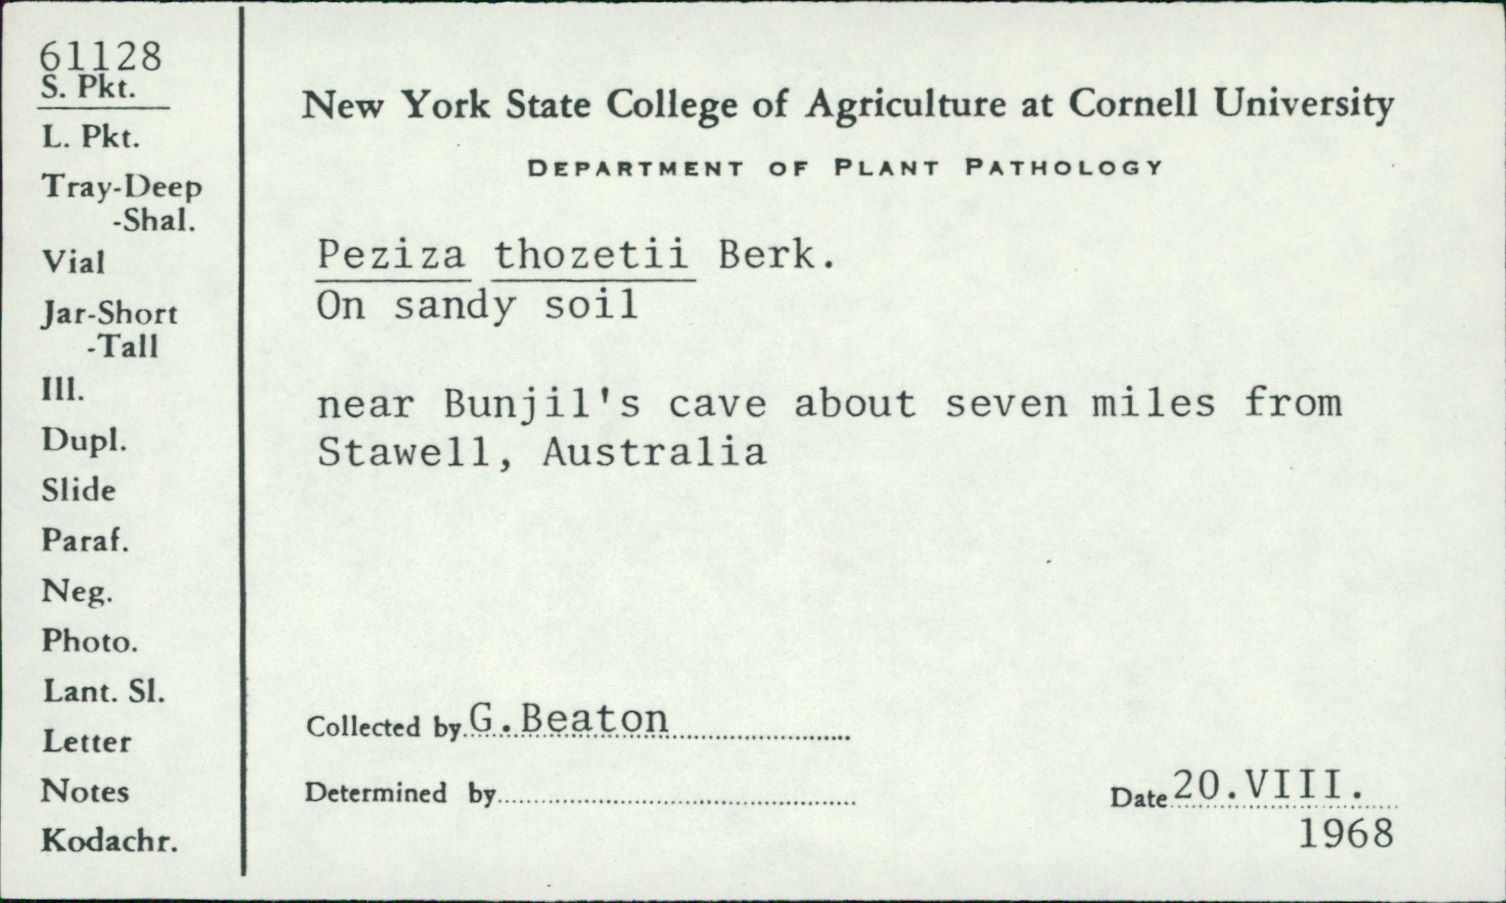 61128
S. Pkt.
L. Pkt.
Tray-Deep
-Shal.
Vial
Jar-Short
-Tall
Ill.
Dupl.
Slide
Paraf.
Neg.
Photo.
Lant. Sl.
Letter
Notes
Kodachr.
New York State College of Agriculture at Cornell University
DEPARTMENT OF PLANT PATHOLOGY
Peziza thozetii Berk.
On sandy soil
near Bunjil's cave about seven miles from
Stawell, Australia
Collected by G.Beaton
Determined by
Date 20.VIII.
1968